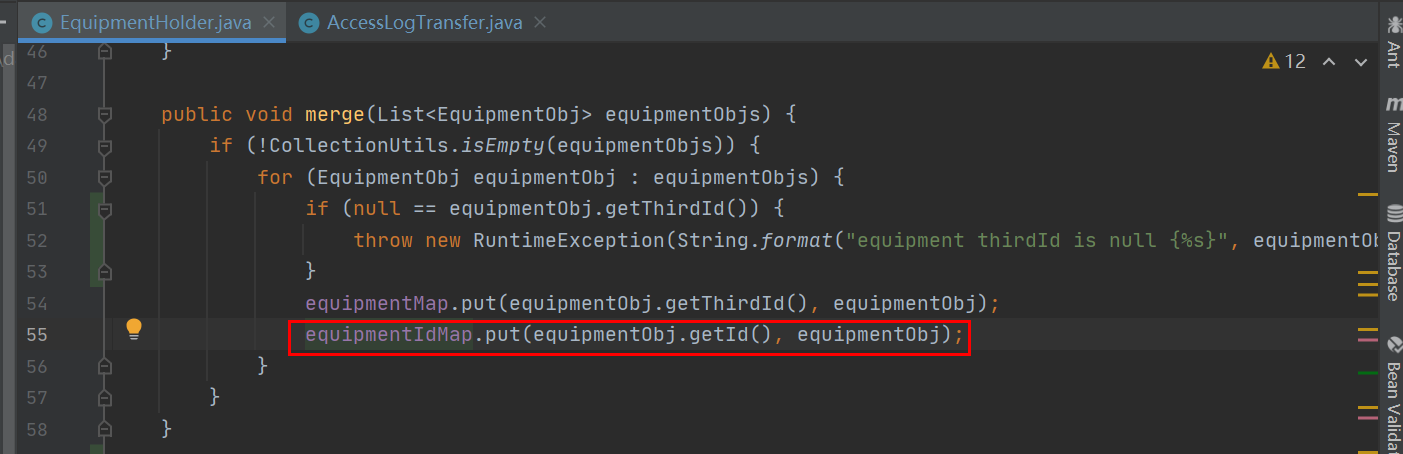 EquipmentHolder.java
AccessLogTransfer.java
46 }
47
48 public void merge(List<EquipmentObj> equipmentObjs) {
49 if (!CollectionUtils.isEmpty(equipmentObjs)) {
50 for (EquipmentObj equipmentObj : equipmentObjs) {
51 if (null == equipmentObj.getThirdId()) {
52 throw new RuntimeException(String.format("equipment thirdId is null {%s}", equipmentOb
53 }
54 equipmentMap.put(equipmentObj.getThirdId(), equipmentObj);
55 equipmentIdMap.put(equipmentObj.getId(), equipmentObj);
56 }
57 }
58 }
12
Ant
Maven
Database
Bean Validat